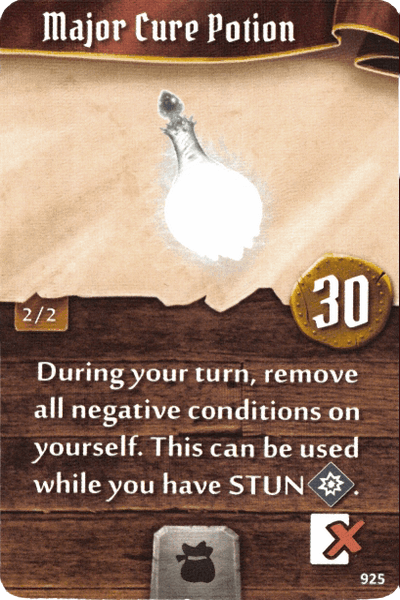 Major Cure Potion
2/2
30
During your turn, remove
all negative conditions on
yourself. This can be used
while you have STUN.
925